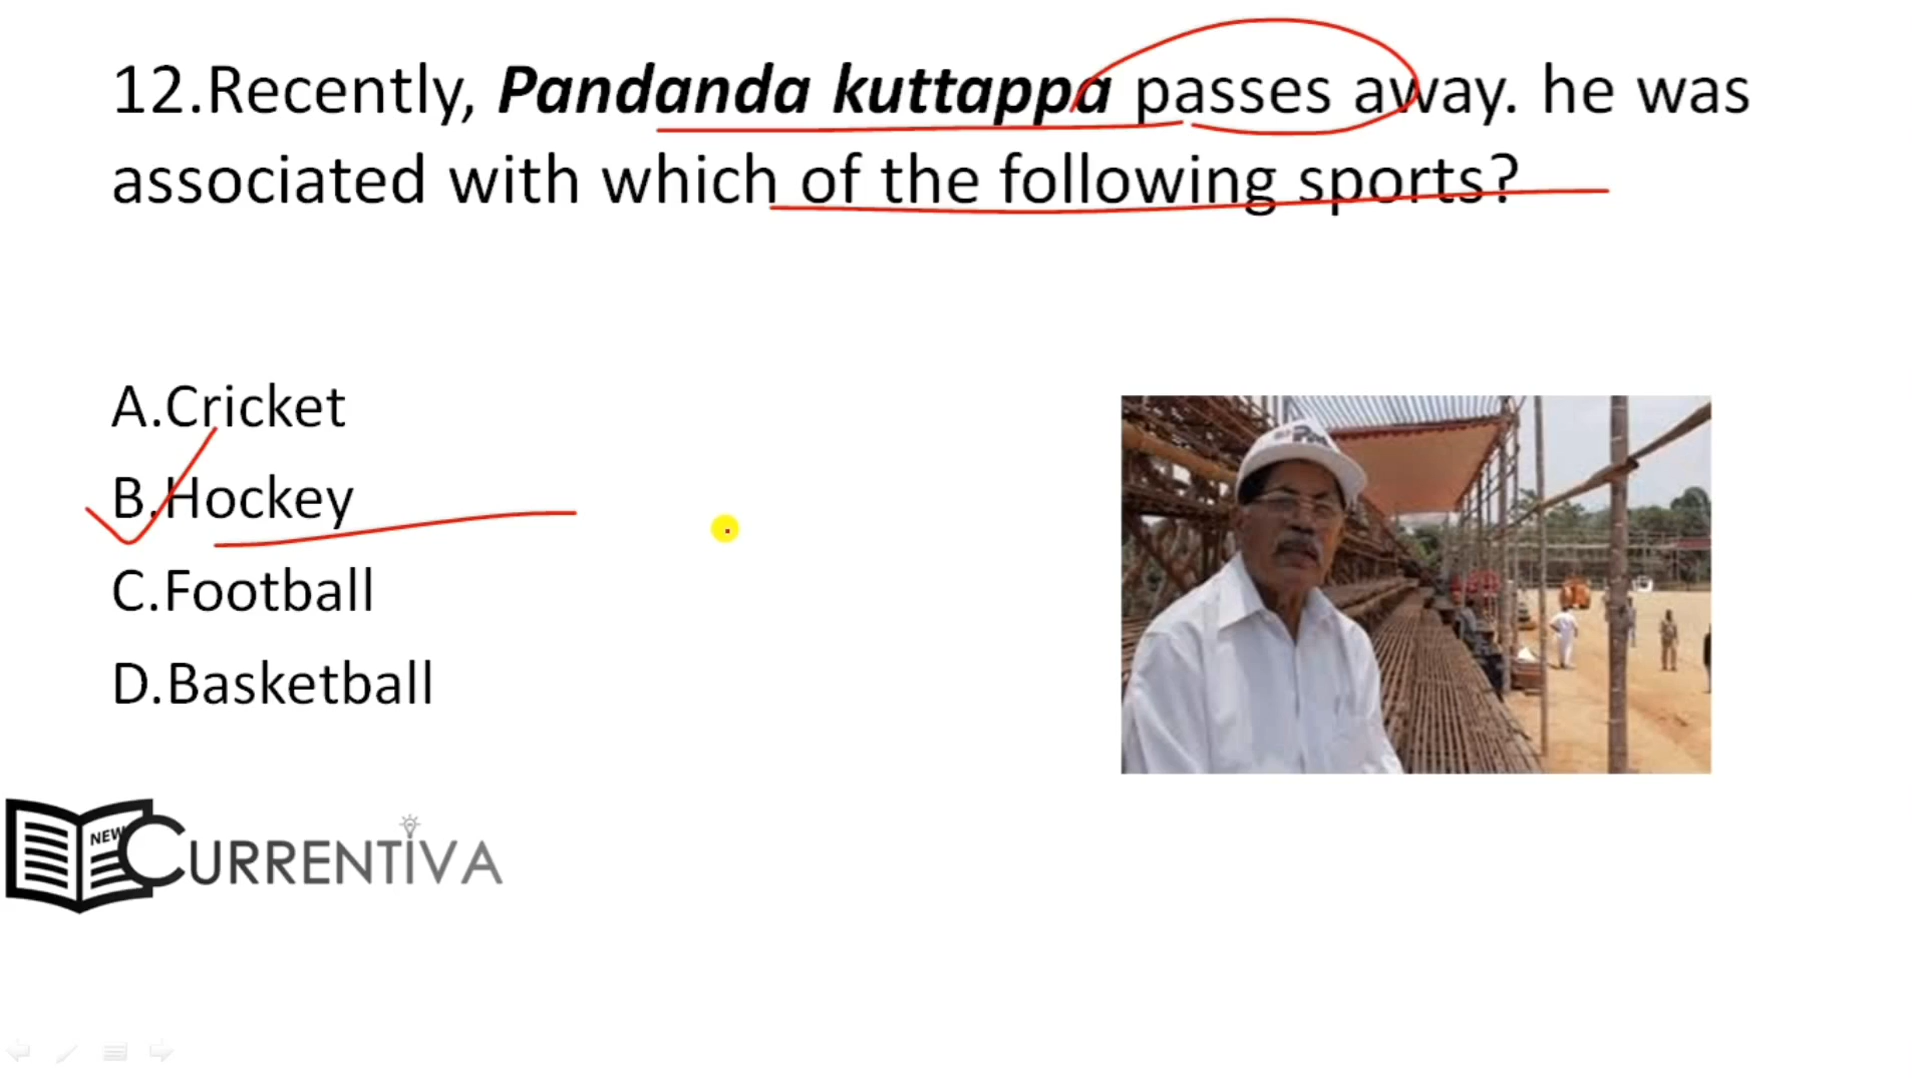 12.Recently, Pandanda kuttappa passes away. he was
associated with which of the following sports?
A.Cricket
B.Hockey
C.Football
D.Basketball
NEW
CURRENTIVA